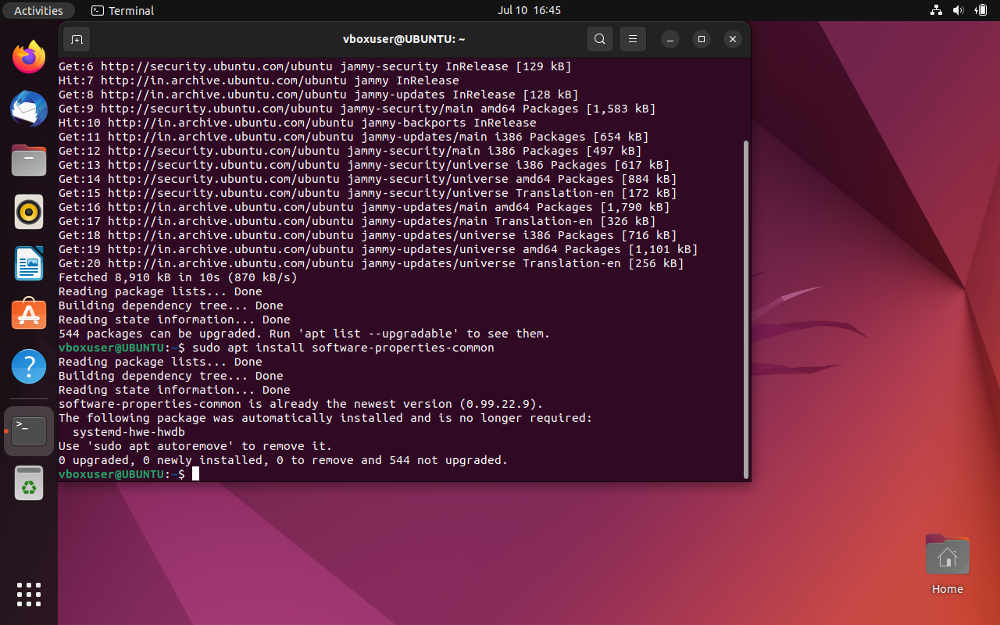 Activities
Terminal
Jul 10 16:45
vboxuser@UBUNTU: ~
Get:6 http://security.ubuntu.com/ubuntu jammy-security InRelease [129 kB]
Hit:7 http://in.archive.ubuntu.com/ubuntu jammy InRelease
Get:8 http://in.archive.ubuntu.com/ubuntu jammy-updates InRelease [128 kB]
Get:9 http://security.ubuntu.com/ubuntu jammy-security/main amd64 Packages [1,583 kB]
Hit:10 http://in.archive.ubuntu.com/ubuntu jammy-backports InRelease
Get:11 http://in.archive.ubuntu.com/ubuntu jammy-updates/main i386 Packages [654 kB]
Get:12 http://security.ubuntu.com/ubuntu jammy-security/main i386 Packages [497 kB]
Get:13 http://security.ubuntu.com/ubuntu jammy-security/universe i386 Packages [617 kB]
Get:14 http://security.ubuntu.com/ubuntu jammy-security/universe amd64 Packages [884 kB]
Get:15 http://security.ubuntu.com/ubuntu jammy-security/universe Translation-en [172 kB]
Get:16 http://in.archive.ubuntu.com/ubuntu jammy-updates/main amd64 Packages [1,790 kB]
Get:17 http://in.archive.ubuntu.com/ubuntu jammy-updates/main Translation-en [326 kB]
Get:18 http://in.archive.ubuntu.com/ubuntu jammy-updates/universe i386 Packages [716 kB]
Get:19 http://in.archive.ubuntu.com/ubuntu jammy-updates/universe amd64 Packages [1,101 kB]
Get:20 http://in.archive.ubuntu.com/ubuntu jammy-updates/universe Translation-en [256 kB]
Fetched 8,910 kB in 10s (870 kB/s)
Reading package lists... Done
Building dependency tree... Done
Reading state information... Done
544 packages can be upgraded. Run 'apt list --upgradable' to see them.
vboxuser@UBUNTU:~$ sudo apt install software-properties-common
Reading package lists... Done
Building dependency tree... Done
Reading state information... Done
software-properties-common is already the newest version (0.99.22.9).
The following package was automatically installed and is no longer required:
  systemd-hwe-hwdb
Use 'sudo apt autoremove' to remove it.
0 upgraded, 0 newly installed, 0 to remove and 544 not upgraded.
vboxuser@UBUNTU:~$
Home